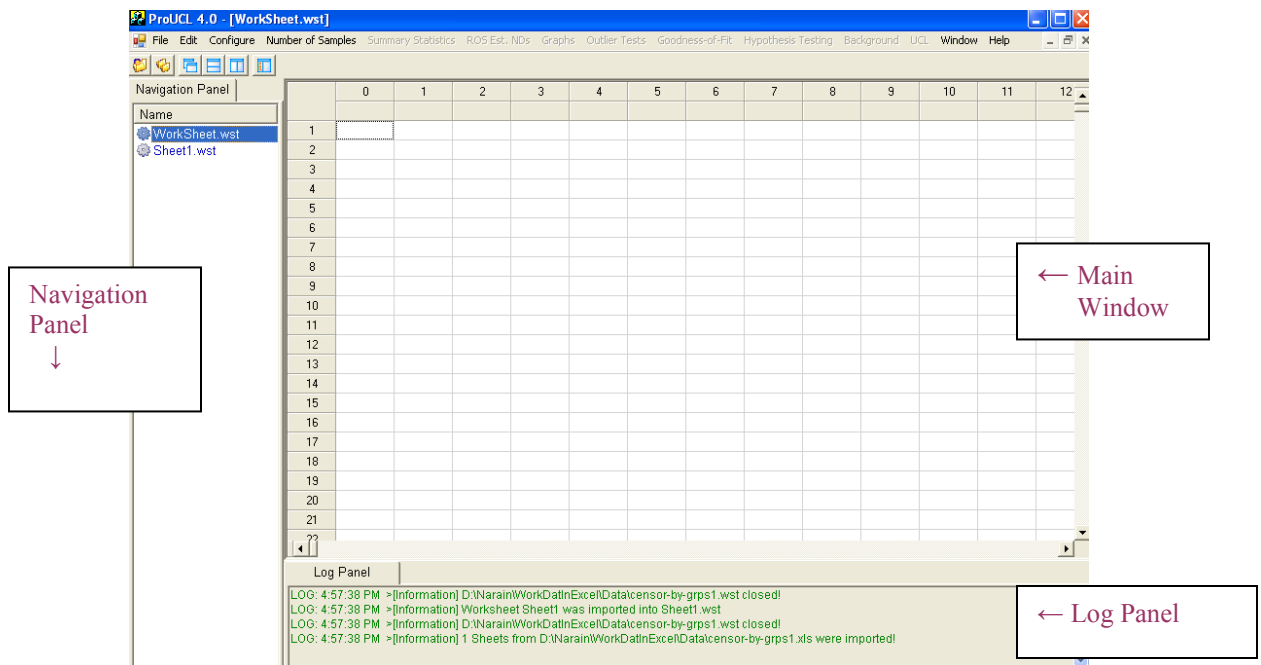 ProUCL 4.0 - [WorkSheet.wst]
File Edit Configure Number of Samples Summary Statistics ROS Est. NDs Graphs Outlier Tests Goodness-of-Fit Hypothesis Testing Background UCL Window Help
Navigation Panel
0 1 2 3 4 5 6 7 8 9 10 11 12
Name
WorkSheet.wst
Sheet1.wst
1
2
3
4
5
6
7
8
9
10
11
12
13
14
15
16
17
18
19
20
21
22
Navigation
Panel
↓
← Main
Window
Log Panel
LOG: 4:57:38 PM >[Information] D:\Narain\WorkDatInExcel\Data\censor-by-grps1.wst closed!
LOG: 4:57:38 PM >[Information] Worksheet Sheet1 was imported into Sheet1.wst
LOG: 4:57:38 PM >[Information] D:\Narain\WorkDatInExcel\Data\censor-by-grps1.wst closed!
LOG: 4:57:38 PM >[Information] 1 Sheets from D:\Narain\WorkDatInExcel\Data\censor-by-grps1.xls were imported!
← Log Panel